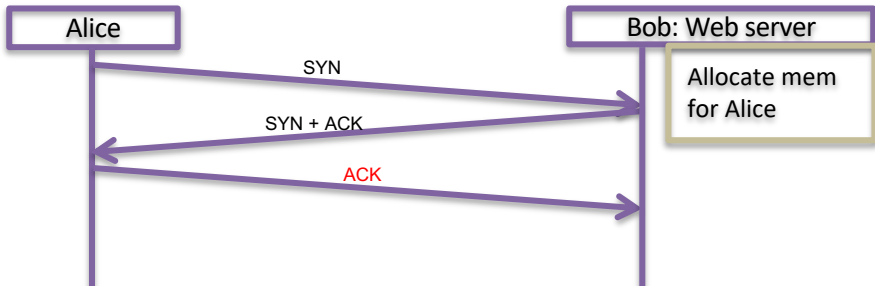 Alice
Bob: Web server
SYN
Allocate mem
for Alice
SYN + ACK
ACK